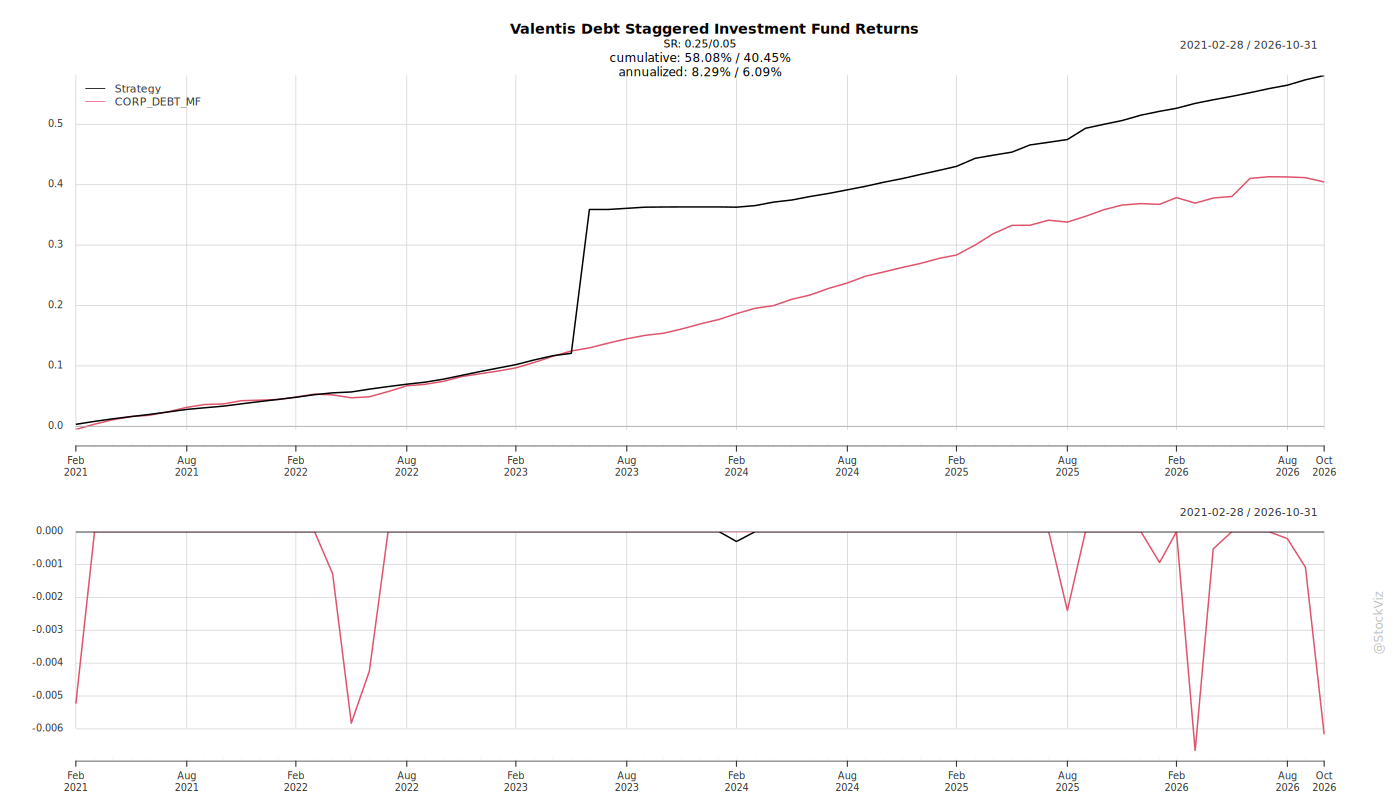 Valentis Debt Staggered Investment Fund Returns
SR: 0.25/0.05
cumulative: 58.08% / 40.45%
annualized: 8.29% / 6.09%
2021-02-28 / 2026-10-31
Strategy
CORP_DEBT_MF
0.5
0.4
0.3
0.2
0.1
0.0
Feb Aug Feb Aug Feb Aug Feb Aug Feb Aug Feb Aug Oct
2021 2021 2022 2022 2023 2023 2024 2024 2025 2025 2026 2026 2026
2021-02-28 / 2026-10-31
0.000
-0.001
-0.002
-0.003
-0.004
-0.005
-0.006
Feb Aug Feb Aug Feb Aug Feb Aug Feb Aug Feb Aug Oct
2021 2021 2022 2022 2023 2023 2024 2024 2025 2025 2026 2026 2026
@StockViz